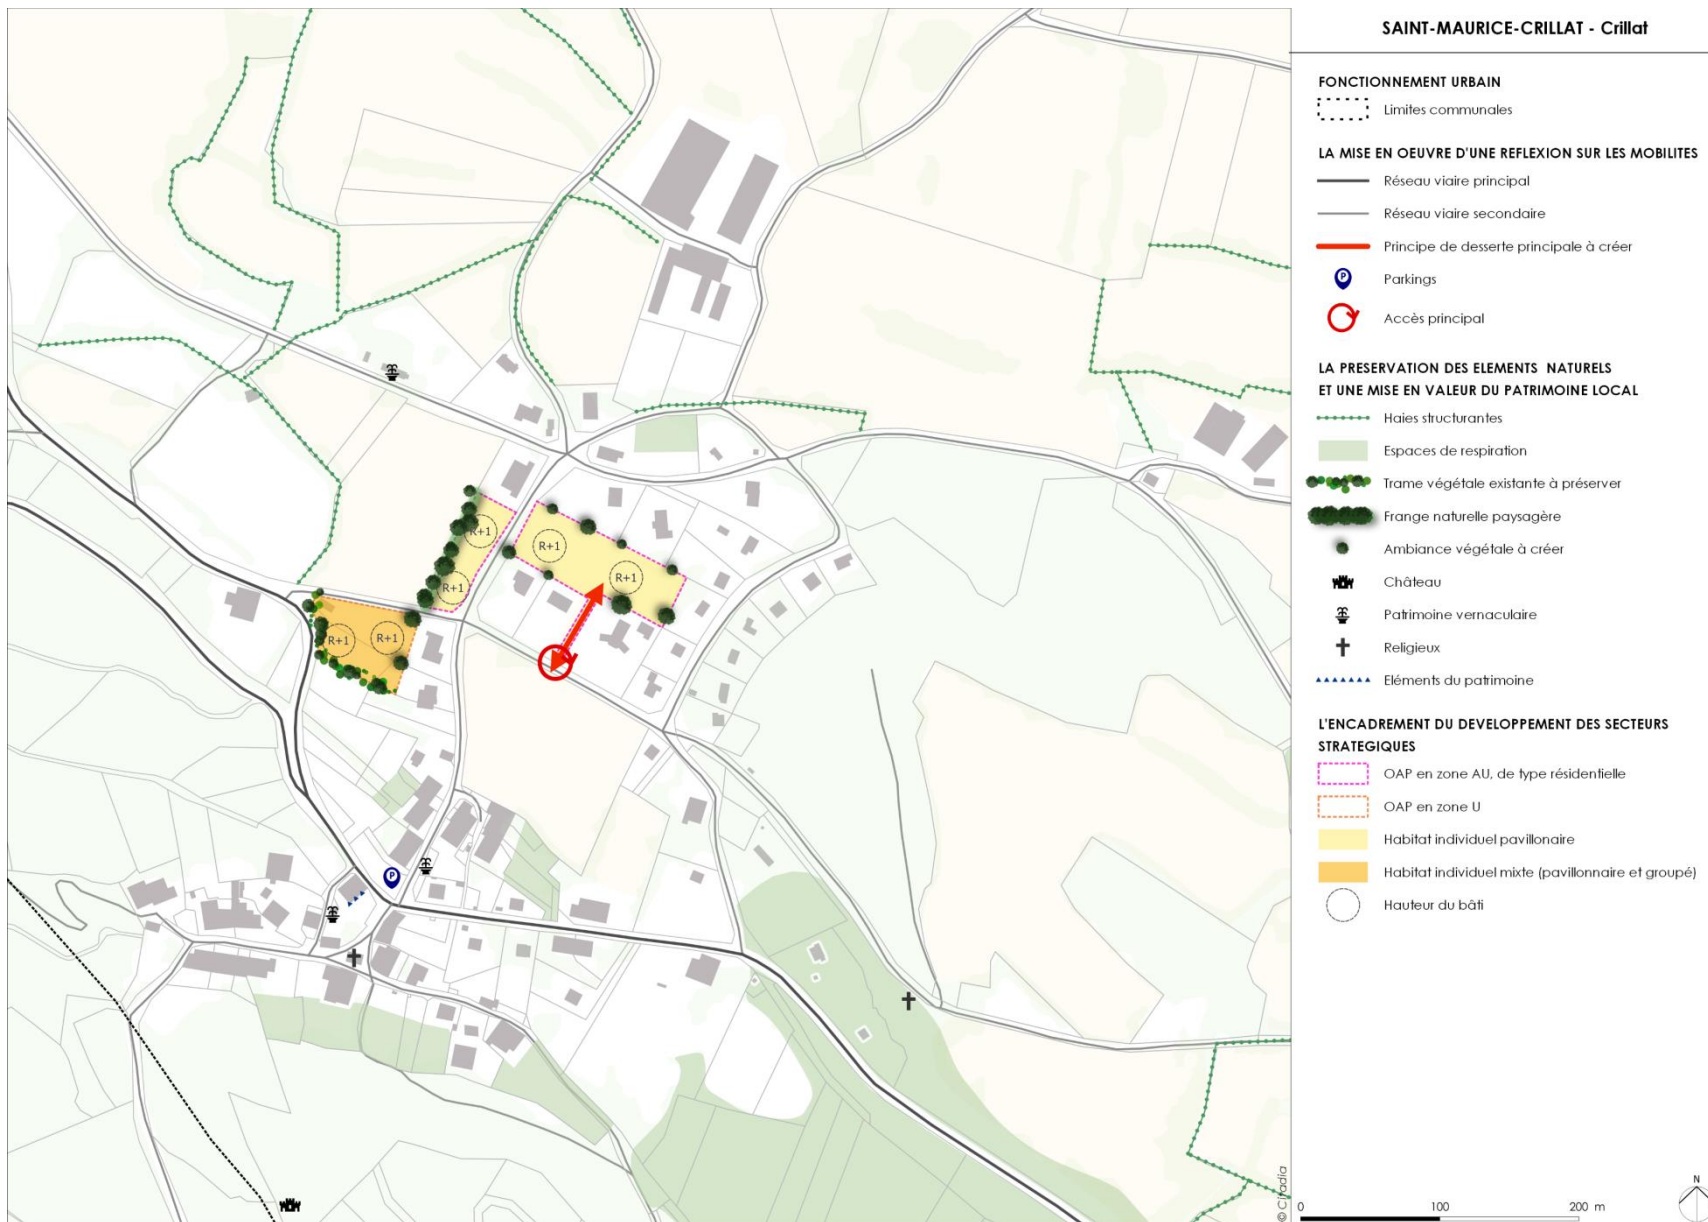 SAINT-MAURICE-CRILLAT - Crillat
FONCTIONNEMENT URBAIN
Limites communales
LA MISE EN OEUVRE D'UNE REFLEXION SUR LES MOBILITES
Réseau viaire principal
Réseau viaire secondaire
Principe de desserte principale à créer
P
Parkings
Accès principal
LA PRESERVATION DES ELEMENTS NATURELS
ET UNE MISE EN VALEUR DU PATRIMOINE LOCAL
Haies structurantes
Espaces de respiration
Trame végétale existante à préserver
Frange naturelle paysagère
Ambiance végétale à créer
Château
Patrimoine vernaculaire
Religieux
Eléments du patrimoine
L'ENCADREMENT DU DEVELOPPEMENT DES SECTEURS
STRATEGIQUES
OAP en zone AU, de type résidentielle
OAP en zone U
Habitat individuel pavillonaire
Habitat individuel mixte (pavillonnaire et groupé)
Hauteur du bâti
R+1
R+1
R+1
R+1
R+1
R+1
P
© Citadia
0 100 200 m
N